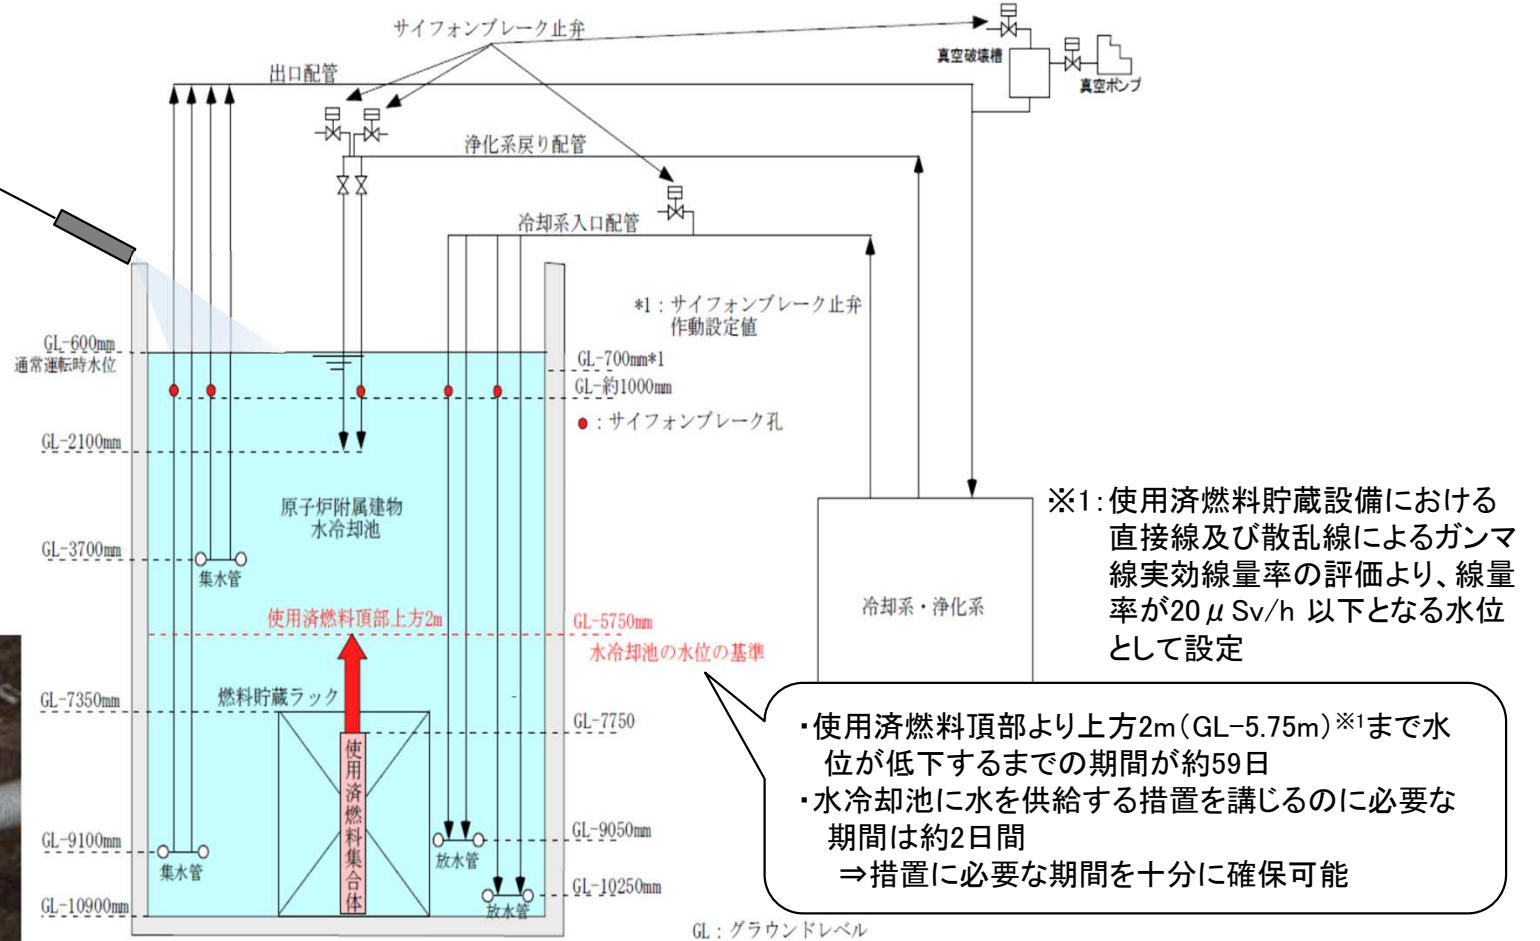 サイフォンブレーク止弁
真空破壊槽
真空ポンプ
出口配管
浄化系戻り配管
冷却系入口配管
*1：サイフォンブレーク止弁
作動設定値
GL-600mm
通常運転時水位
GL-700mm*1
GL-約1000mm
●：サイフォンブレーク孔
GL-2100mm
原子炉附属建物
水冷却池
GL-3700mm
集水管
使用済燃料頂部上方2m
GL-5750mm
水冷却池の水位の基準
冷却系・浄化系
※1：使用済燃料貯蔵設備における
直接線及び散乱線によるガンマ
線実効線量率の評価より、線量
率が20μSv/h 以下となる水位
として設定
GL-7350mm
燃料貯蔵ラック
GL-7750
使用済燃料集合体
・使用済燃料頂部より上方2m（GL-5.75m）※1まで水
位が低下するまでの期間が約59日
・水冷却池に水を供給する措置を講じるのに必要な
期間は約2日間
⇒措置に必要な期間を十分に確保可能
GL-9100mm
集水管
GL-9050mm
放水管
GL-10250mm
放水管
GL-10900mm
GL：グラウンドレベル